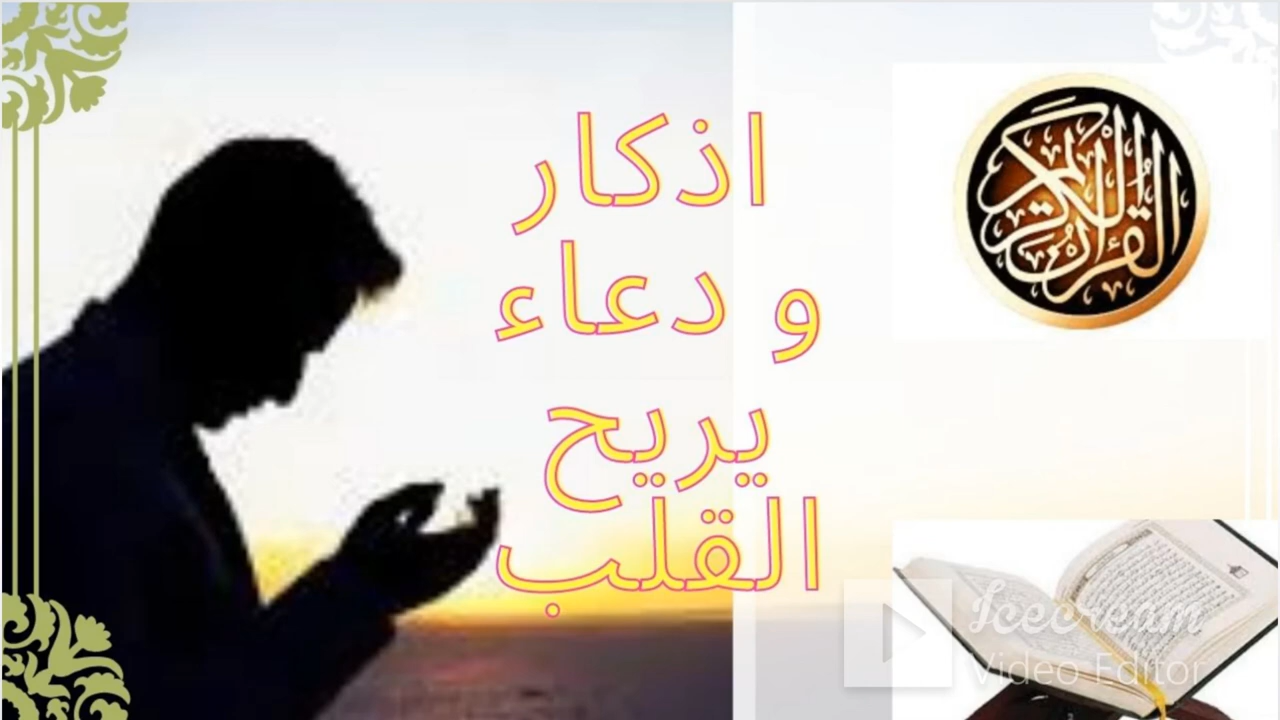 اذكار
و دعاء
يريح
القلب
القرآن الكريم
Icecream
Video Editor